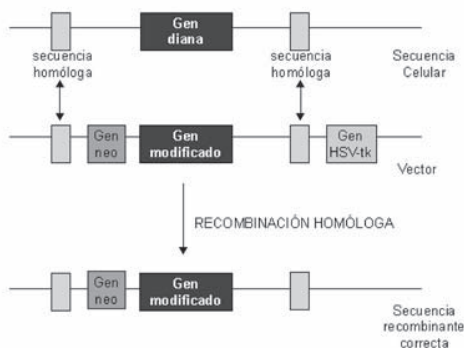 Gen
diana
secuencia
homóloga
secuencia
homóloga
Secuencia
Celular
Gen
neo
Gen
modificado
Gen
HSV-tk
Vector
RECOMBINACIÓN HOMÓLOGA
Gen
neo
Gen
modificado
Secuencia
recombinante
correcta